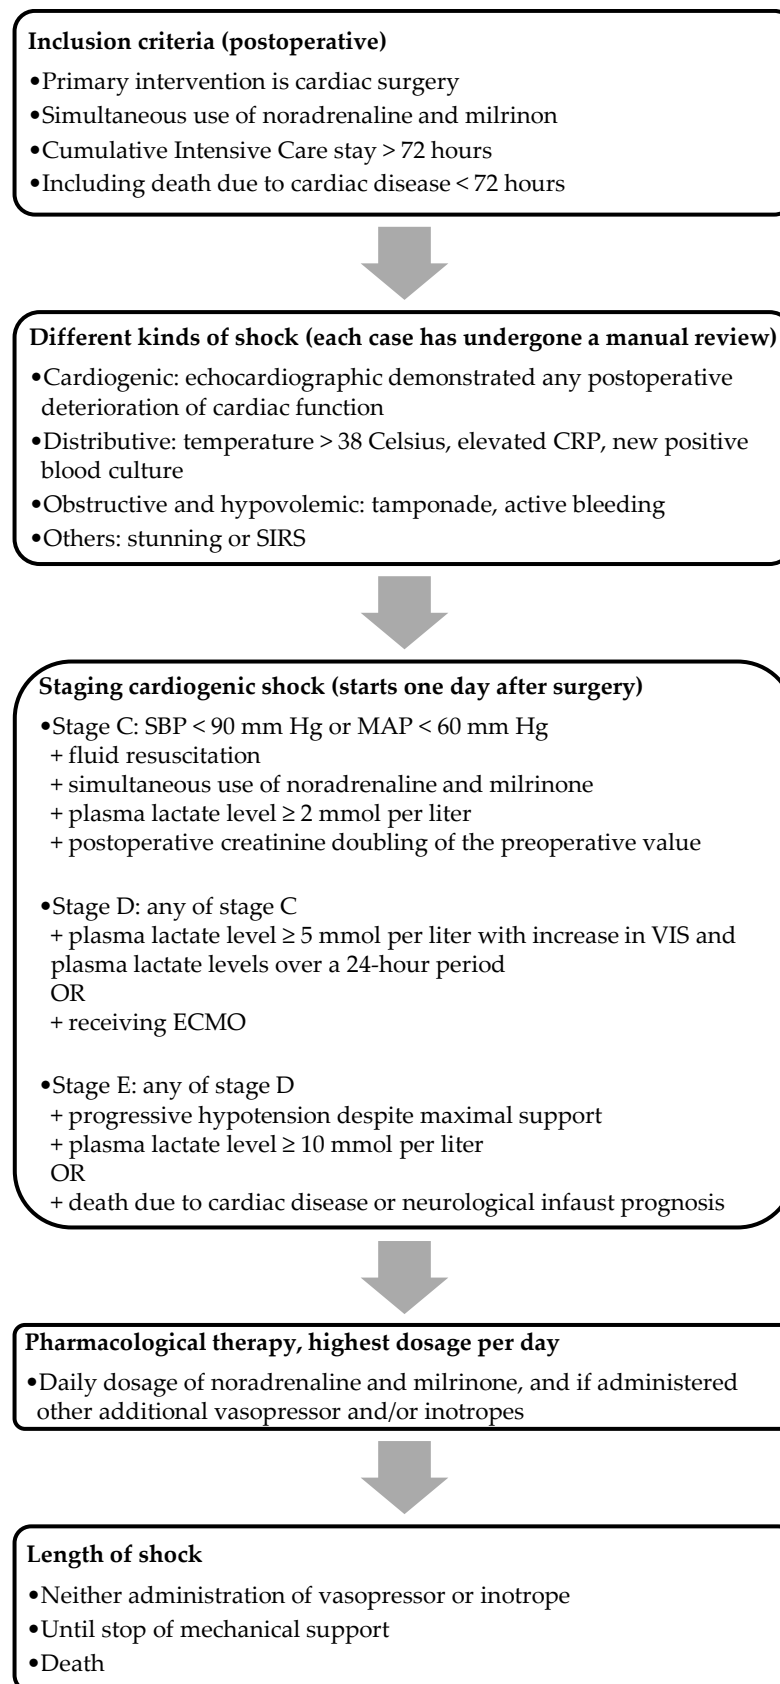 Inclusion criteria (postoperative)
•Primary intervention is cardiac surgery
•Simultaneous use of noradrenaline and milrinon
•Cumulative Intensive Care stay > 72 hours
•Including death due to cardiac disease < 72 hours
Different kinds of shock (each case has undergone a manual review)
•Cardiogenic: echocardiographic demonstrated any postoperative
deterioration of cardiac function
•Distributive: temperature > 38 Celsius, elevated CRP, new positive
blood culture
•Obstructive and hypovolemic: tamponade, active bleeding
•Others: stunning or SIRS
Staging cardiogenic shock (starts one day after surgery)
•Stage C: SBP < 90 mm Hg or MAP < 60 mm Hg
+ fluid resuscitation
+ simultaneous use of noradrenaline and milrinone
+ plasma lactate level ≥ 2 mmol per liter
+ postoperative creatinine doubling of the preoperative value
•Stage D: any of stage C
+ plasma lactate level ≥ 5 mmol per liter with increase in VIS and
plasma lactate levels over a 24-hour period
OR
+ receiving ECMO
•Stage E: any of stage D
+ progressive hypotension despite maximal support
+ plasma lactate level ≥ 10 mmol per liter
OR
+ death due to cardiac disease or neurological infaust prognosis
Pharmacological therapy, highest dosage per day
•Daily dosage of noradrenaline and milrinone, and if administered
other additional vasopressor and/or inotropes
Length of shock
•Neither administration of vasopressor or inotrope
•Until stop of mechanical support
•Death